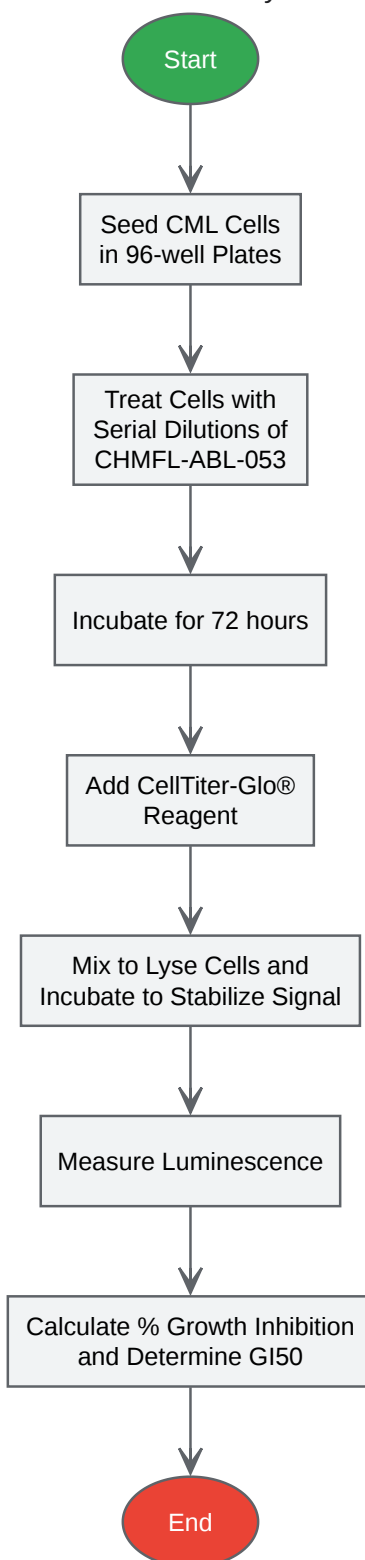 Start
Seed CML Cells
in 96-well Plates
Treat Cells with
Serial Dilutions of
CHMFL-ABL-053
Incubate for 72 hours
Add CellTiter-Glo®
Reagent
Mix to Lyse Cells and
Incubate to Stabilize Signal
Measure Luminescence
Calculate % Growth Inhibition
and Determine GI50
End